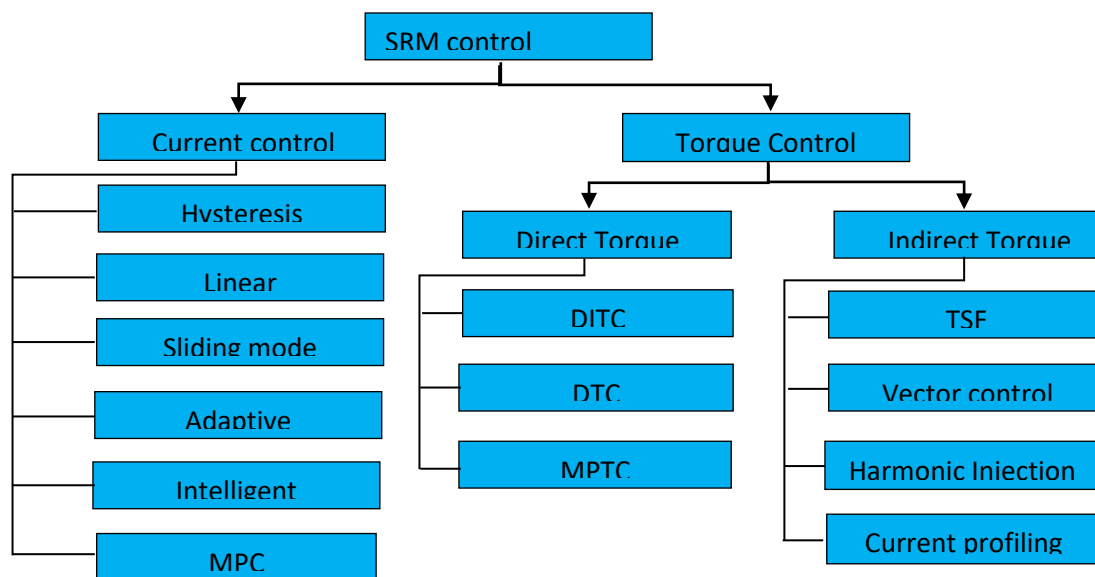 SRM control
Current control
Torque Control
Hysteresis
Linear
Sliding mode
Adaptive
Intelligent
MPC
Direct Torque
DITC
DTC
MPTC
Indirect Torque
TSF
Vector control
Harmonic Injection
Current profiling